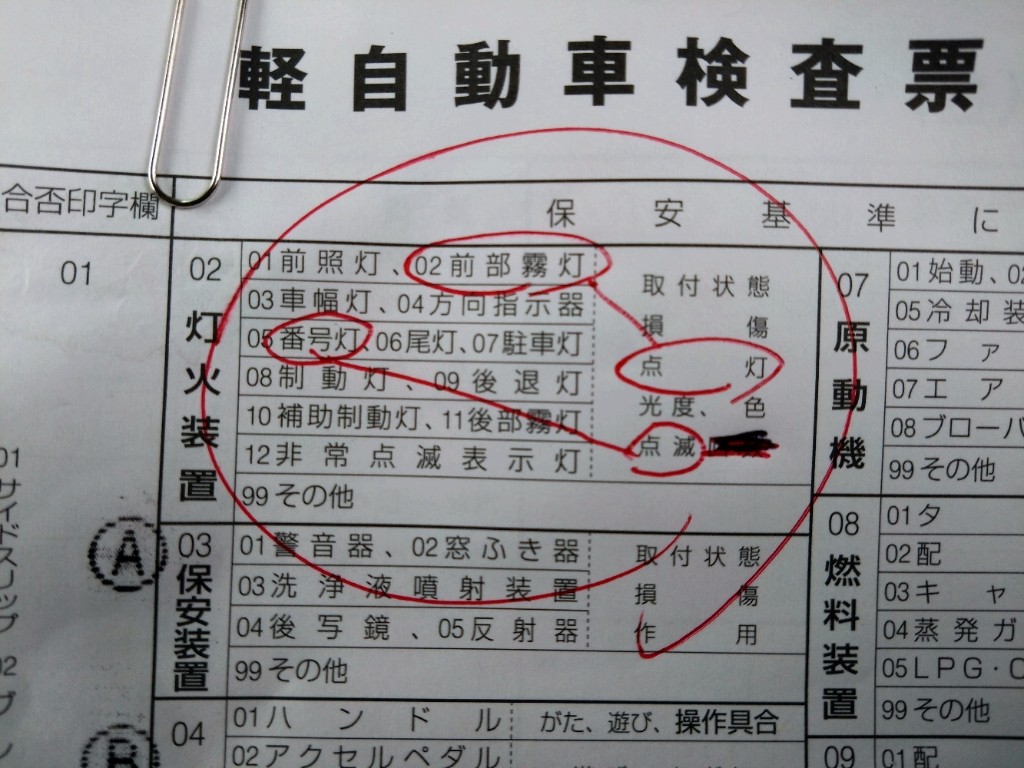 軽自動車検査票
合否印字欄
保安基準に
01
02 灯火装置
01前照灯、02前部霧灯
03車幅灯、04方向指示器
05番号灯、06尾灯、07駐車灯
08制動灯、09後退灯
10補助制動灯、11後部霧灯
12非常点滅表示灯
99その他
取付状態
損傷
点灯
光度、色
点滅
03 保安装置
01警音器、02窓ふき器
03洗浄液噴射装置
04後写鏡、05反射器
99その他
取付状態
損傷
作用
04
01ハンドル
がた、遊び、操作具合
02アクセルペダル
07 原動機
01始動、02
05冷却装
06ファ
07エア
08ブローバ
99その他
08 燃料装置
01タ
02配
03キャ
04蒸発ガ
05LPG・C
99その他
09
01配
01
サイドスリップ
02
A
B